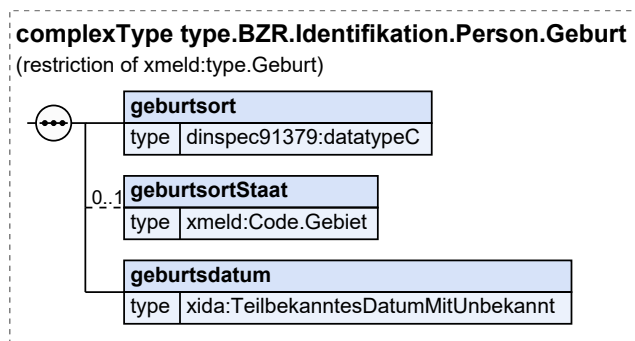 complexType type.BZR.Identifikation.Person.Geburt
(restriction of xmeld:type.Geburt)
geburtsort
type dinspec91379:datatypeC
0..1
geburtsortStaat
type xmeld:Code.Gebiet
geburtsdatum
type xida:TeilbekanntesDatumMitUnbekannt